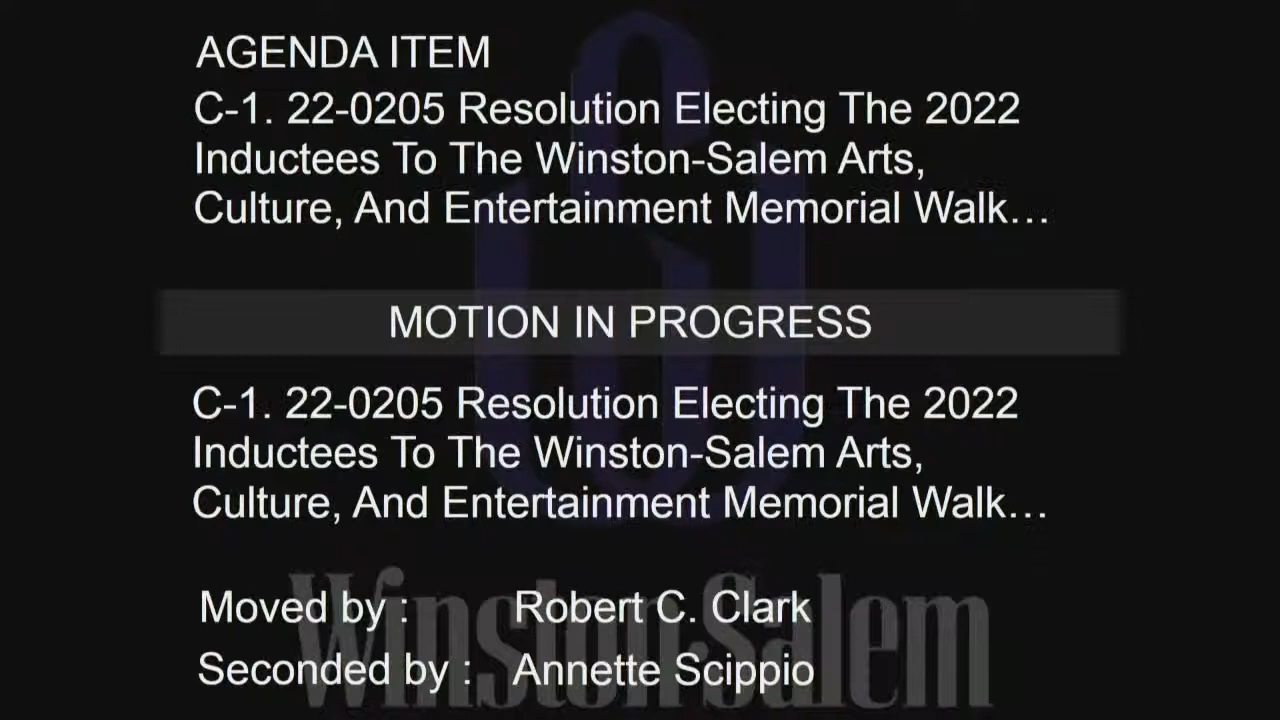 AGENDA ITEM
C-1. 22-0205 Resolution Electing The 2022
Inductees To The Winston-Salem Arts,
Culture, And Entertainment Memorial Walk…
MOTION IN PROGRESS
C-1. 22-0205 Resolution Electing The 2022
Inductees To The Winston-Salem Arts,
Culture, And Entertainment Memorial Walk…
Moved by : Robert C. Clark
Seconded by : Annette Scippio
Winston-Salem